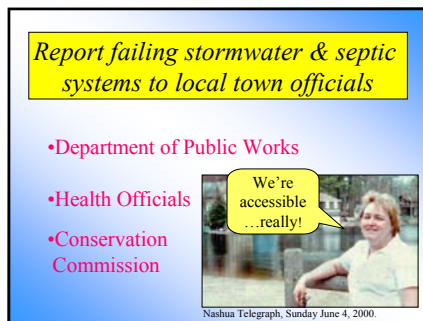 Report failing stormwater & septic
systems to local town officials
•Department of Public Works
•Health Officials
•Conservation
Commission
We're
accessible
…really!
Nashua Telegraph, Sunday June 4, 2000.